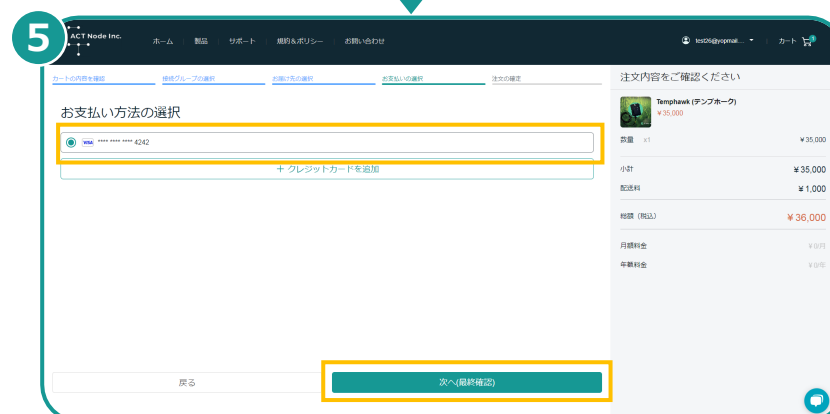 5
ACT Node Inc.
ホーム 製品 サポート 規約&ポリシー お問い合わせ
test26@yopmail.... カート
カートの内容を確認 接続グループの選択 お届け先の選択 お支払いの選択 注文の確定
お支払い方法の選択
VISA **** **** **** 4242
+ クレジットカードを追加
戻る
次へ(最終確認)
注文内容をご確認ください
Temphawk (テンプホーク)
¥35,000
数量 x1 ¥35,000
小計 ¥35,000
配送料 ¥1,000
総額 (税込) ¥36,000
月額料金 ¥0/月
年額料金 ¥0/年